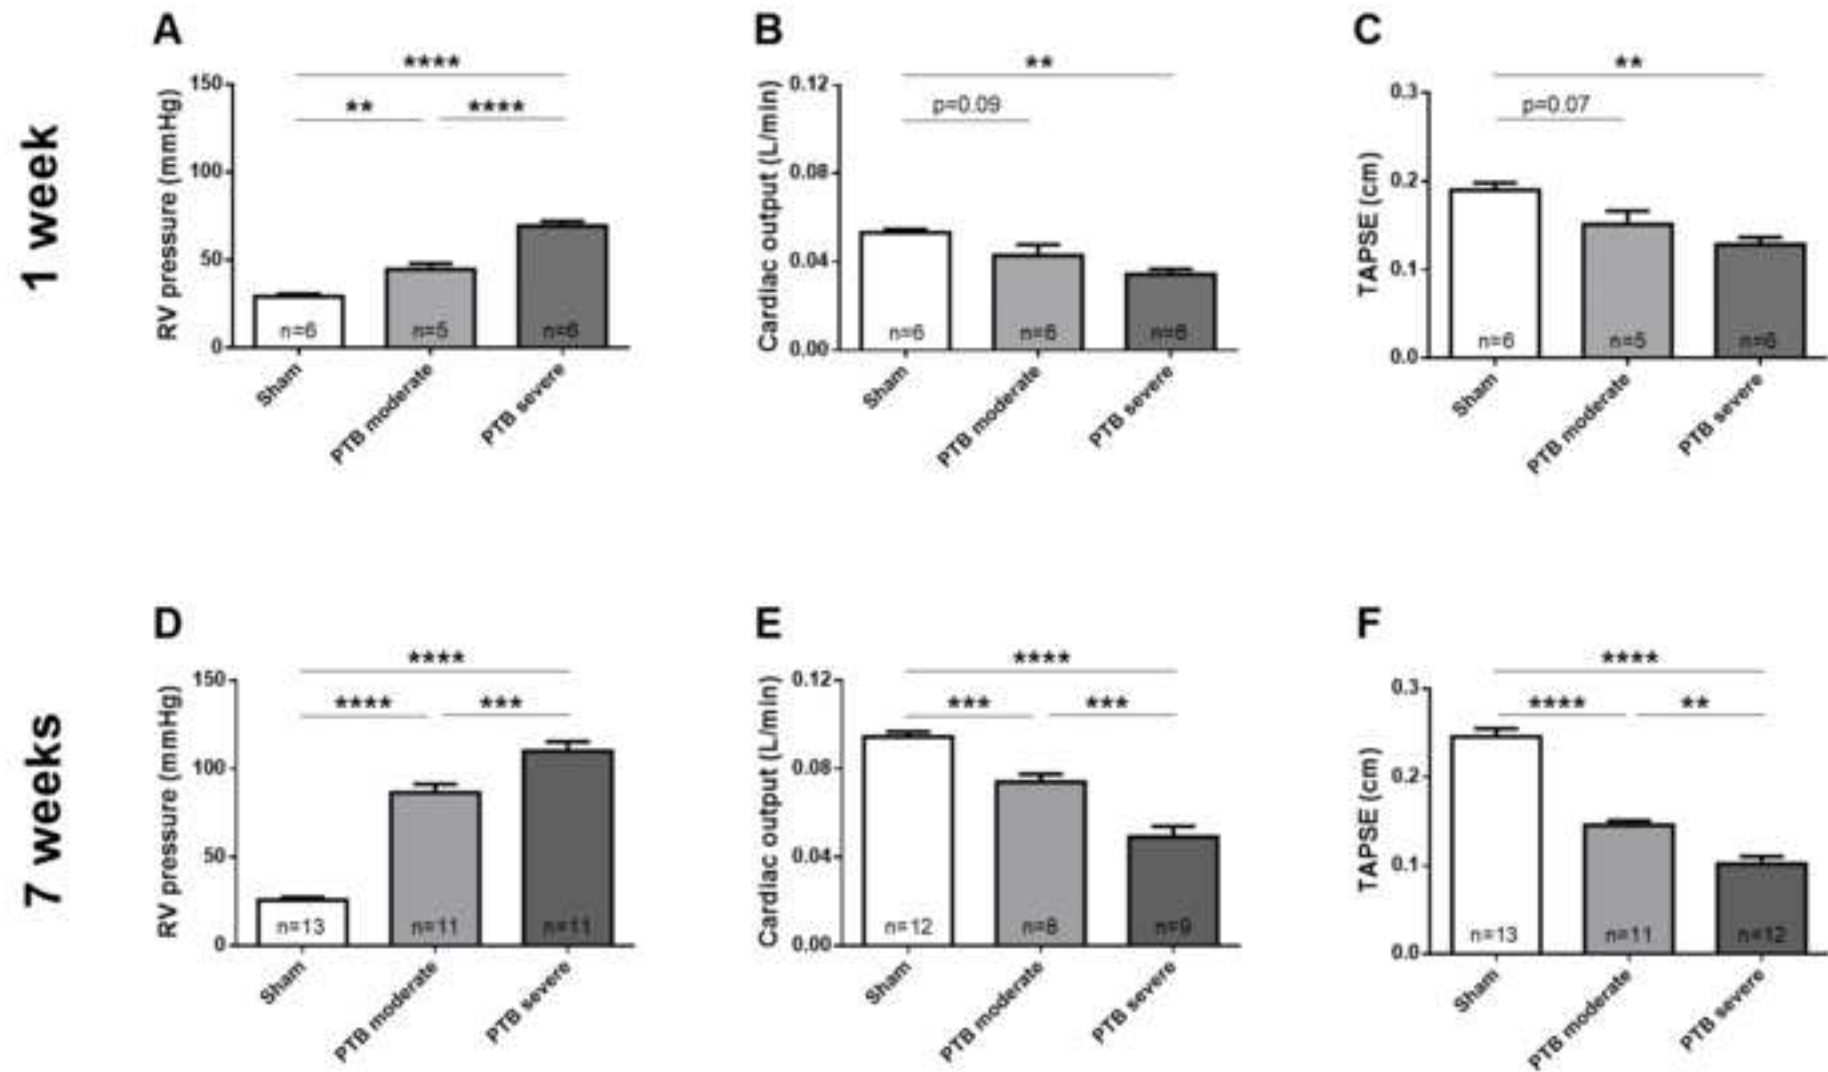 1 week
A
****
**
****
RV pressure (mmHg)
150
100
50
0
n=6
n=5
n=6
Sham
PTB moderate
PTB severe
B
**
p=0.09
Cardiac output (L/min)
0.12
0.08
0.04
0.00
n=6
n=6
n=6
Sham
PTB moderate
PTB severe
C
**
p=0.07
TAPSE (cm)
0.3
0.2
0.1
0.0
n=6
n=5
n=6
Sham
PTB moderate
PTB severe
7 weeks
D
****
****
***
RV pressure (mmHg)
150
100
50
0
n=13
n=11
n=11
Sham
PTB moderate
PTB severe
E
****
***
***
Cardiac output (L/min)
0.12
0.08
0.04
0.00
n=12
n=8
n=9
Sham
PTB moderate
PTB severe
F
****
****
**
TAPSE (cm)
0.3
0.2
0.1
0.0
n=13
n=11
n=12
Sham
PTB moderate
PTB severe